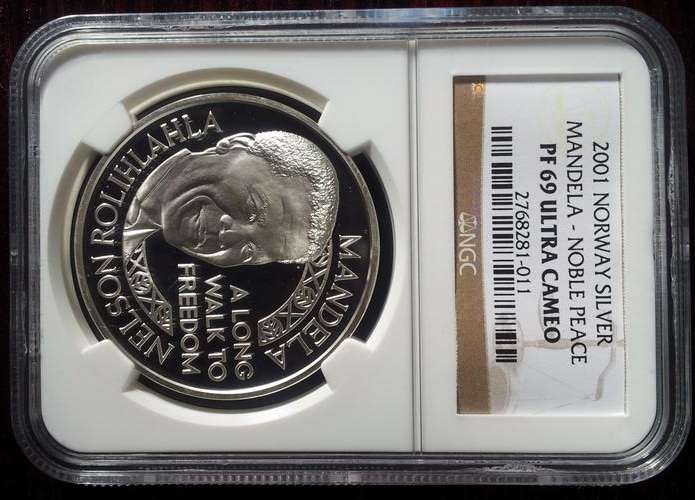 NELSON ROLIHLAHLA
MANDELA
A LONG
WALK TO
FREEDOM
2001 NORWAY SILVER
MANDELA - NOBLE PEACE
PF 69 ULTRA CAMEO
2768281-011
NGC